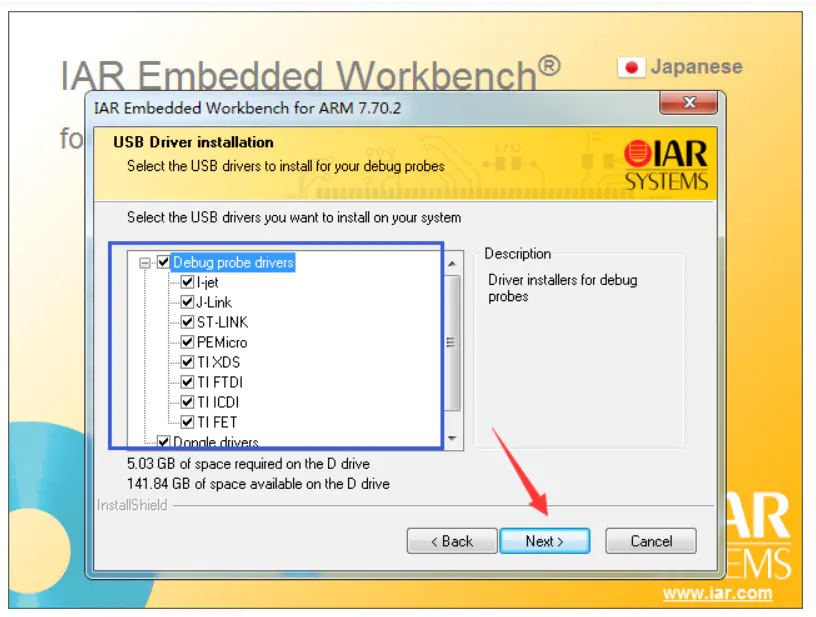 IAR Embedded Workbench®
Japanese
IAR Embedded Workbench for ARM 7.70.2
fo
USB Driver installation
Select the USB drivers to install for your debug probes
IAR
SYSTEMS
Select the USB drivers you want to install on your system
Debug probe drivers
I-jet
J-Link
ST-LINK
PEMicro
TI XDS
TI FTDI
TI ICDI
TI FET
Dongle drivers
Description
Driver installers for debug
probes
5.03 GB of space required on the D drive
141.84 GB of space available on the D drive
InstallShield
< Back
Next >
Cancel
AR
EMS
www.iar.com